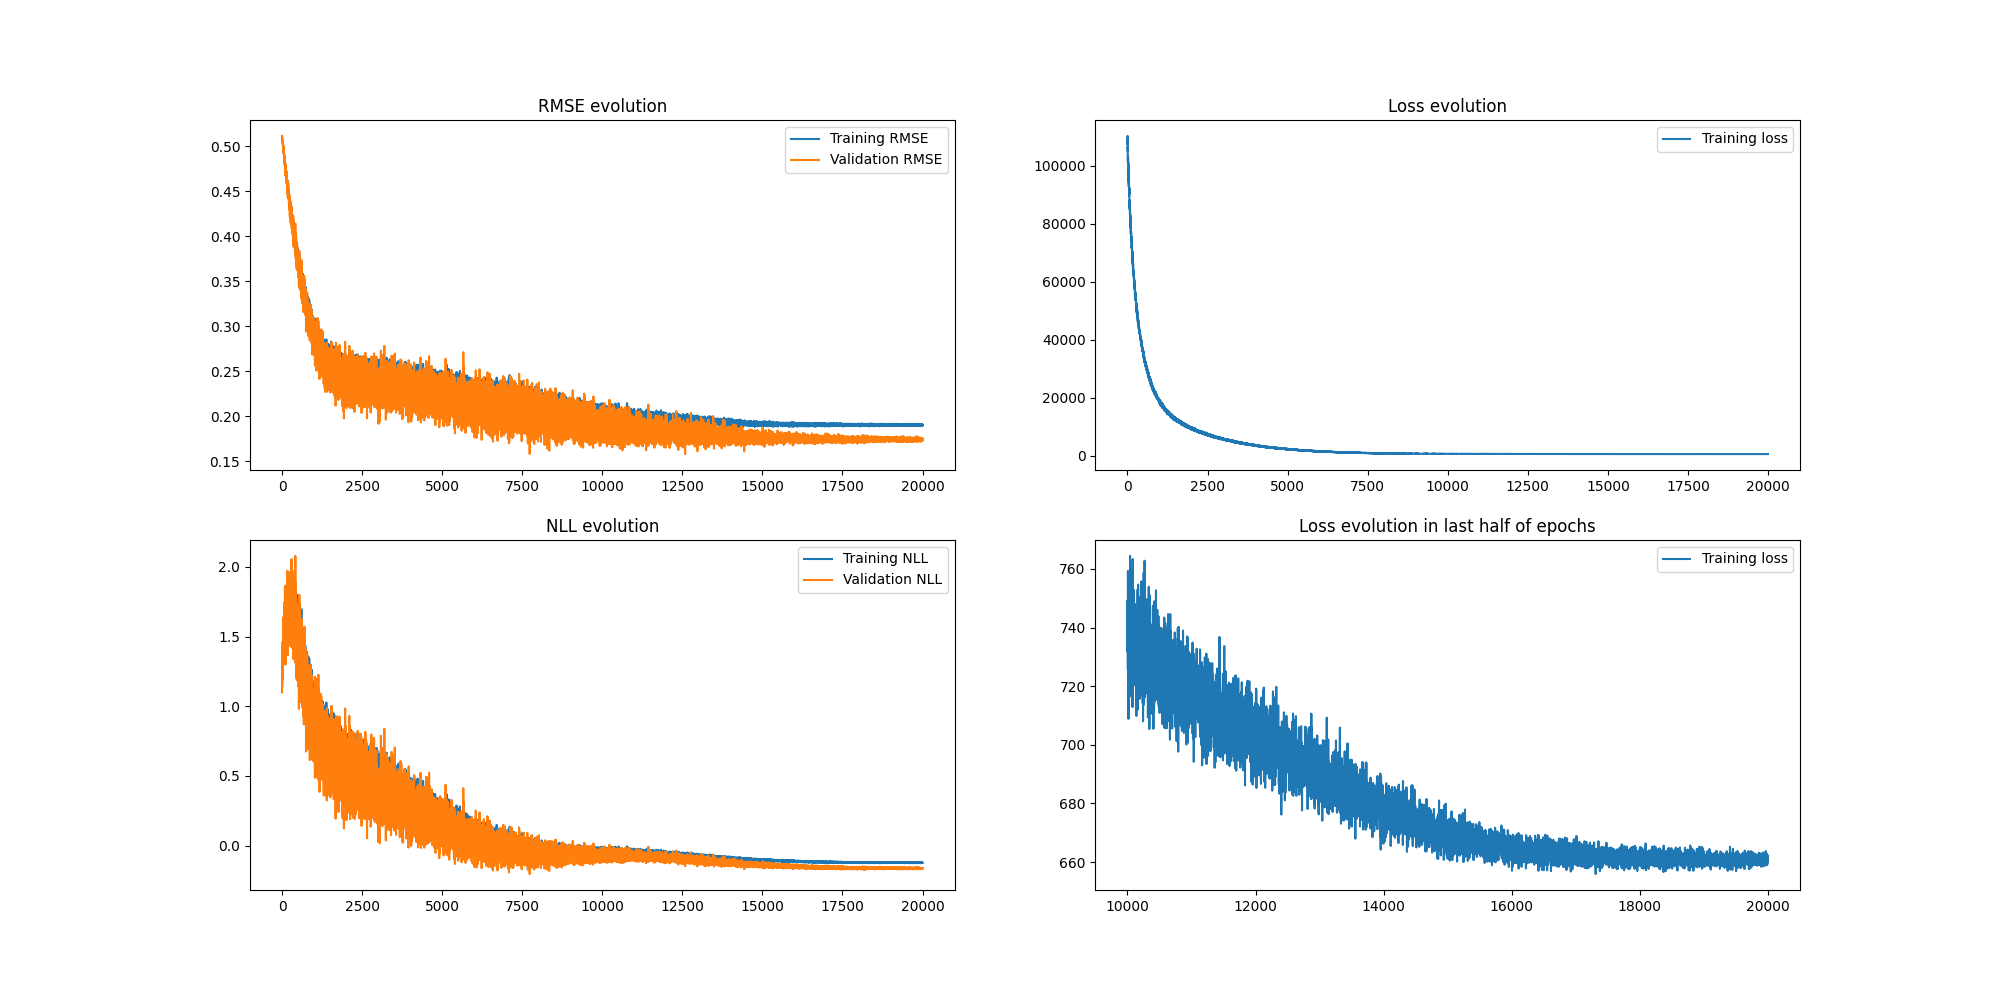 RMSE evolution
Training RMSE
Validation RMSE
0.50
0.45
0.40
0.35
0.30
0.25
0.20
0.15
0 2500 5000 7500 10000 12500 15000 17500 20000
Loss evolution
Training loss
100000
80000
60000
40000
20000
0
0 2500 5000 7500 10000 12500 15000 17500 20000
NLL evolution
Training NLL
Validation NLL
2.0
1.5
1.0
0.5
0.0
0 2500 5000 7500 10000 12500 15000 17500 20000
Loss evolution in last half of epochs
Training loss
760
740
720
700
680
660
10000 12000 14000 16000 18000 20000